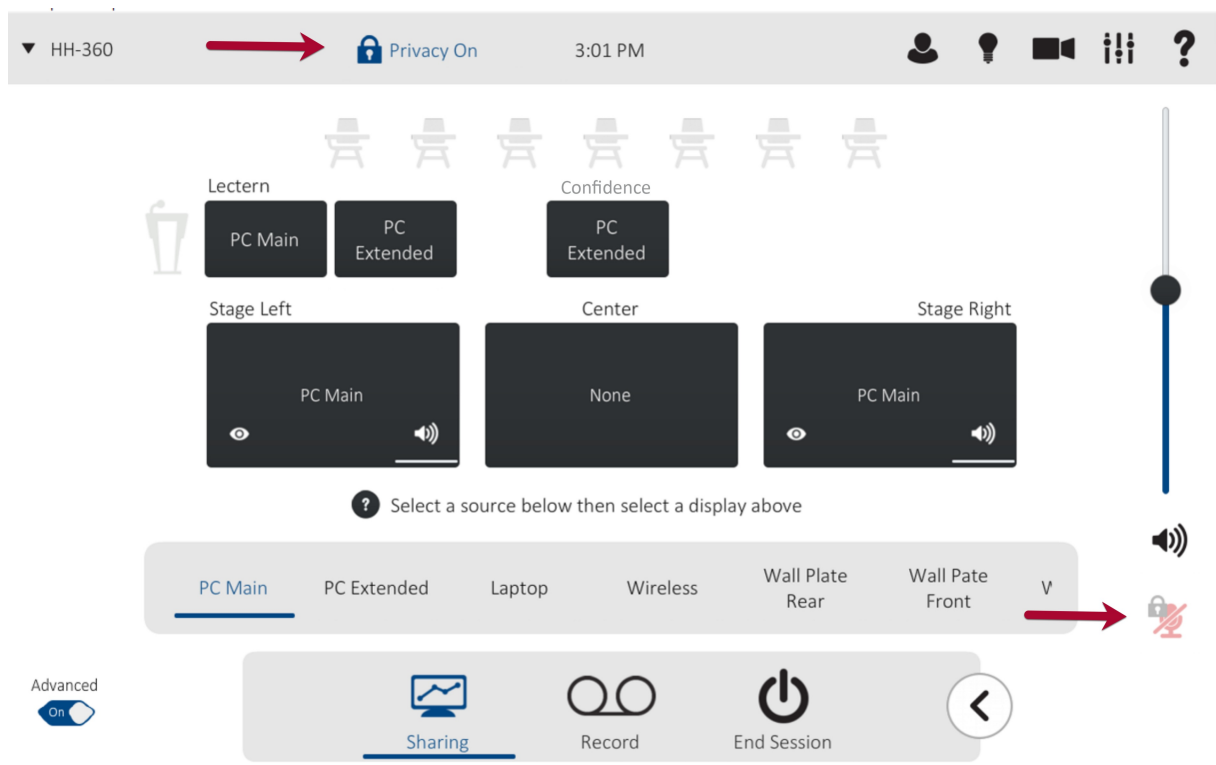 HH-360
Privacy On
3:01 PM
?
Lectern
Confidence
PC Main
PC
Extended
PC
Extended
Stage Left
Center
Stage Right
PC Main
None
PC Main
? Select a source below then select a display above
PC Main
PC Extended
Laptop
Wireless
Wall Plate
Rear
Wall Pate
Front
Advanced
On
Sharing
Record
End Session